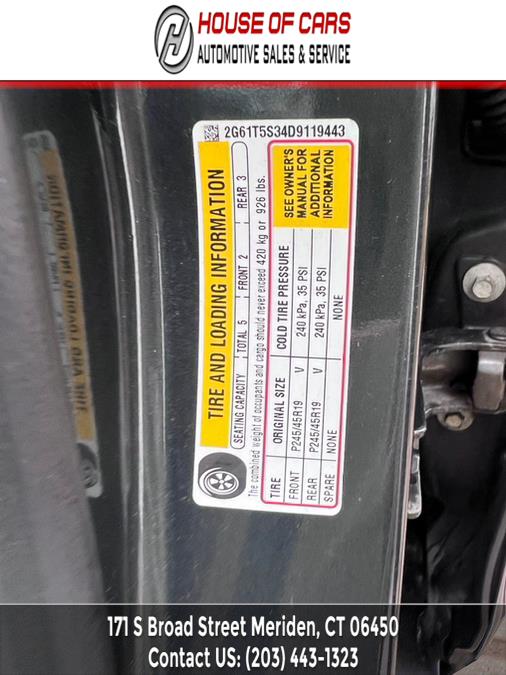 HOUSE OF CARS
AUTOMOTIVE SALES & SERVICE
2G61T5S34D9119443
TIRE AND LOADING INFORMATION
SEATING CAPACITY TOTAL 5 FRONT 2 REAR 3
The combined weight of occupants and cargo should never exceed 420 kg or 926 lbs.
TIRE ORIGINAL SIZE COLD TIRE PRESSURE
FRONT P245/45R19 V 240 kPa, 35 PSI
REAR P245/45R19 V 240 kPa, 35 PSI
SPARE NONE NONE
SEE OWNER'S
MANUAL FOR
ADDITIONAL
INFORMATION
171 S Broad Street Meriden, CT 06450
Contact US: (203) 443-1323